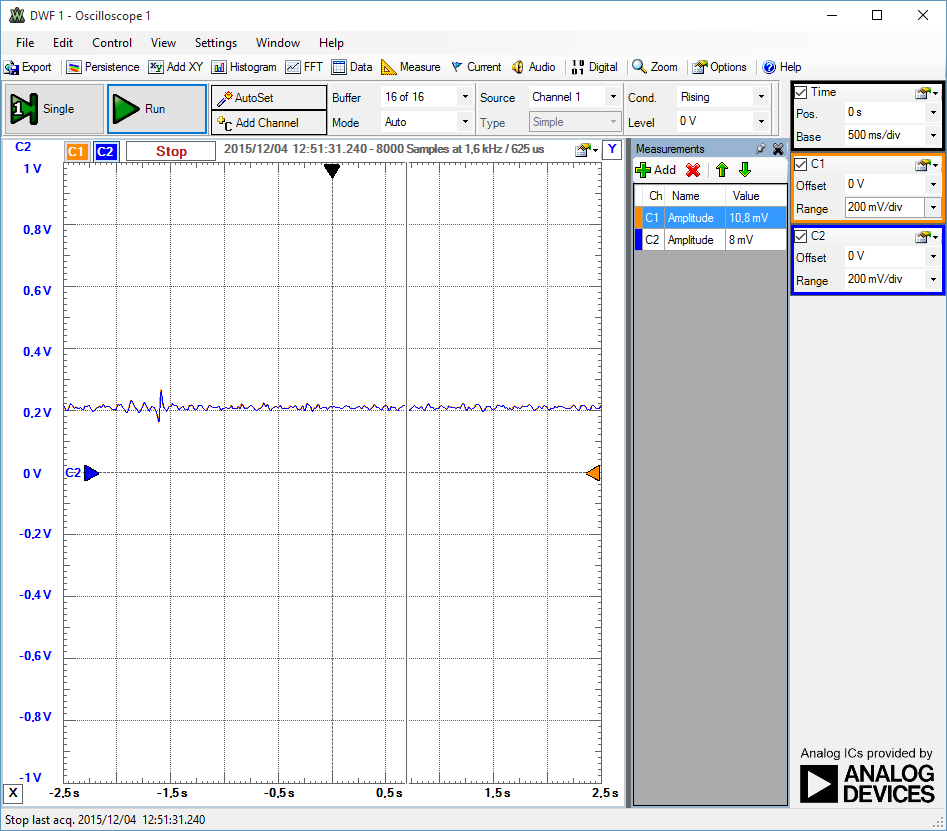 DWF 1 - Oscilloscope 1
File Edit Control View Settings Window Help
Export Persistence Add XY Histogram FFT Data Measure Current Audio Digital Zoom Options Help
Single Run AutoSet Buffer 16 of 16 Source Channel 1 Cond. Rising
Add Channel Mode Auto Type Simple Level 0 V
C2 C1 C2 Stop 2015/12/04 12:51:31.240 - 8000 Samples at 1,6 kHz / 625 us Y
1 V
0,8 V
0,6 V
0,4 V
0,2 V
0 V C2
-0,2 V
-0,4 V
-0,6 V
-0,8 V
-1 V
X -2,5 s -1,5 s -0,5 s 0,5 s 1,5 s 2,5 s
Measurements
Add
Ch Name Value
C1 Amplitude 10,8 mV
C2 Amplitude 8 mV
Time
Pos. 0 s
Base 500 ms/div
C1
Offset 0 V
Range 200 mV/div
C2
Offset 0 V
Range 200 mV/div
Analog ICs provided by
ANALOG
DEVICES
Stop last acq. 2015/12/04 12:51:31.240